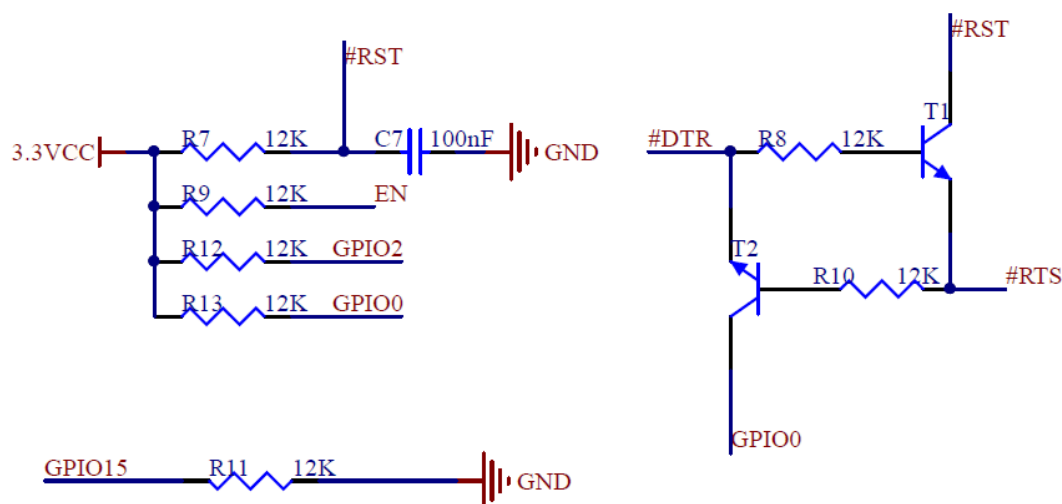 #RST
3.3VCC
R7
12K
C7
100nF
GND
R9
12K
EN
R12
12K
GPIO2
R13
12K
GPIO0
GPIO15
R11
12K
GND
#RST
T1
#DTR
R8
12K
T2
R10
12K
#RTS
GPIO0